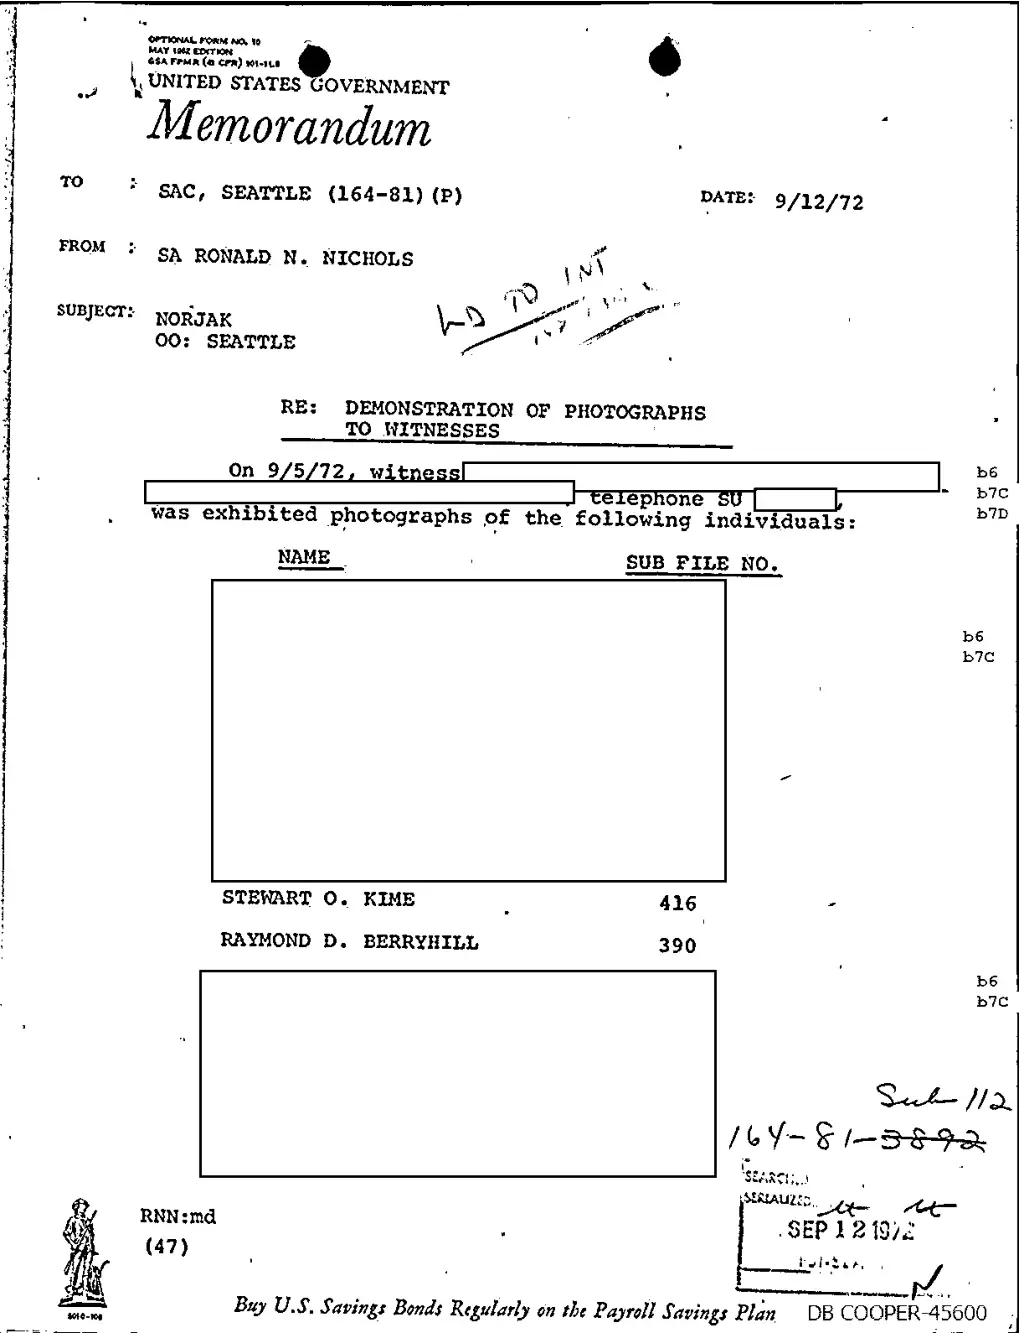 OPTIONAL FORM NO. 10
MAY 1962 EDITION
GSA FPMR (41 CFR) 101-11.6
UNITED STATES GOVERNMENT
Memorandum
TO : SAC, SEATTLE (164-81)(P)
DATE: 9/12/72
FROM : SA RONALD N. NICHOLS
SUBJECT: NORJAK
OO: SEATTLE
TO INT
RE: DEMONSTRATION OF PHOTOGRAPHS
TO WITNESSES
On 9/5/72, witness
b6
telephone SU ,
b7C
was exhibited photographs of the following individuals:
b7D
NAME SUB FILE NO.
b6
b7C
STEWART O. KIME 416
RAYMOND D. BERRYHILL 390
b6
b7C
Sub 112
164-81-3892
SEARCHED
SERIALIZED
SEP 12 1972
RNN:md
(47)
5010-108
Buy U.S. Savings Bonds Regularly on the Payroll Savings Plan
DB COOPER-45600